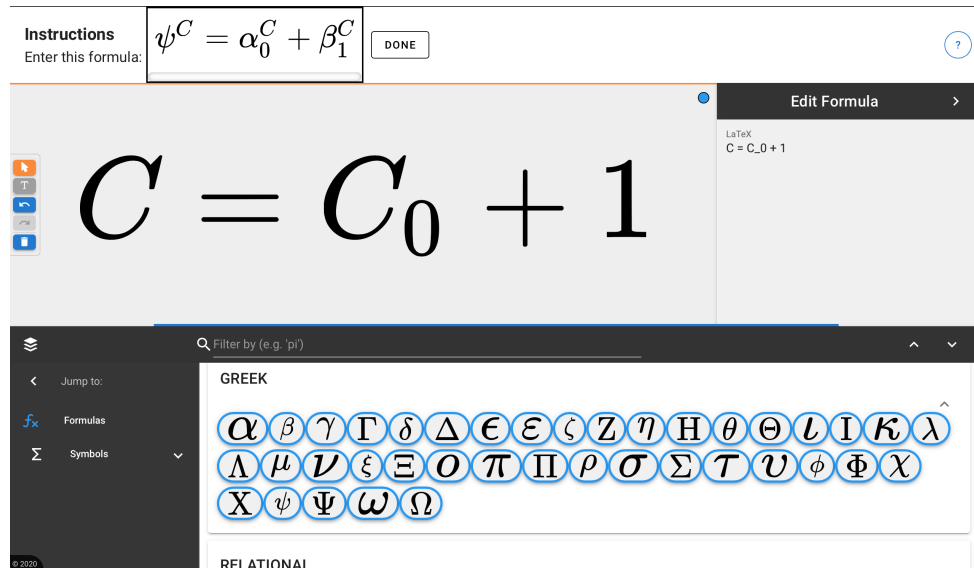 Instructions
Enter this formula:
ψ^C = α_0^C + β_1^C
DONE
?
Edit Formula
LaTeX
C = C_0 + 1
T
C = C₀ + 1
Filter by (e.g. 'pi')
Jump to:
Formulas
Σ Symbols
GREEK
α β γ Γ δ Δ ϵ ε ζ Z η H θ Θ ι I κ λ
Λ μ ν ξ Ξ ο π Π ρ σ Σ τ υ ϕ Φ χ
X ψ Ψ ω Ω
RELATIONAL
© 2020